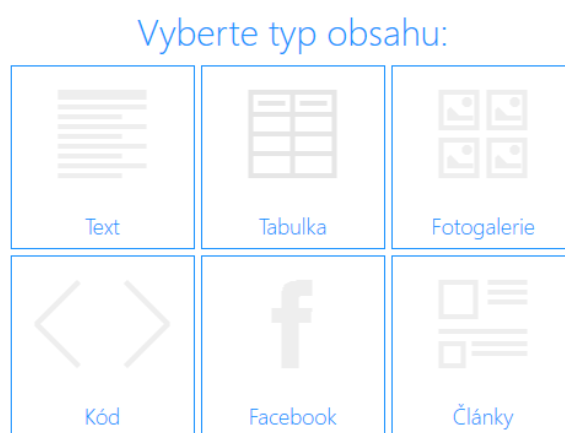 Vyberte typ obsahu:
Text
Tabulka
Fotogalerie
Kód
Facebook
Články